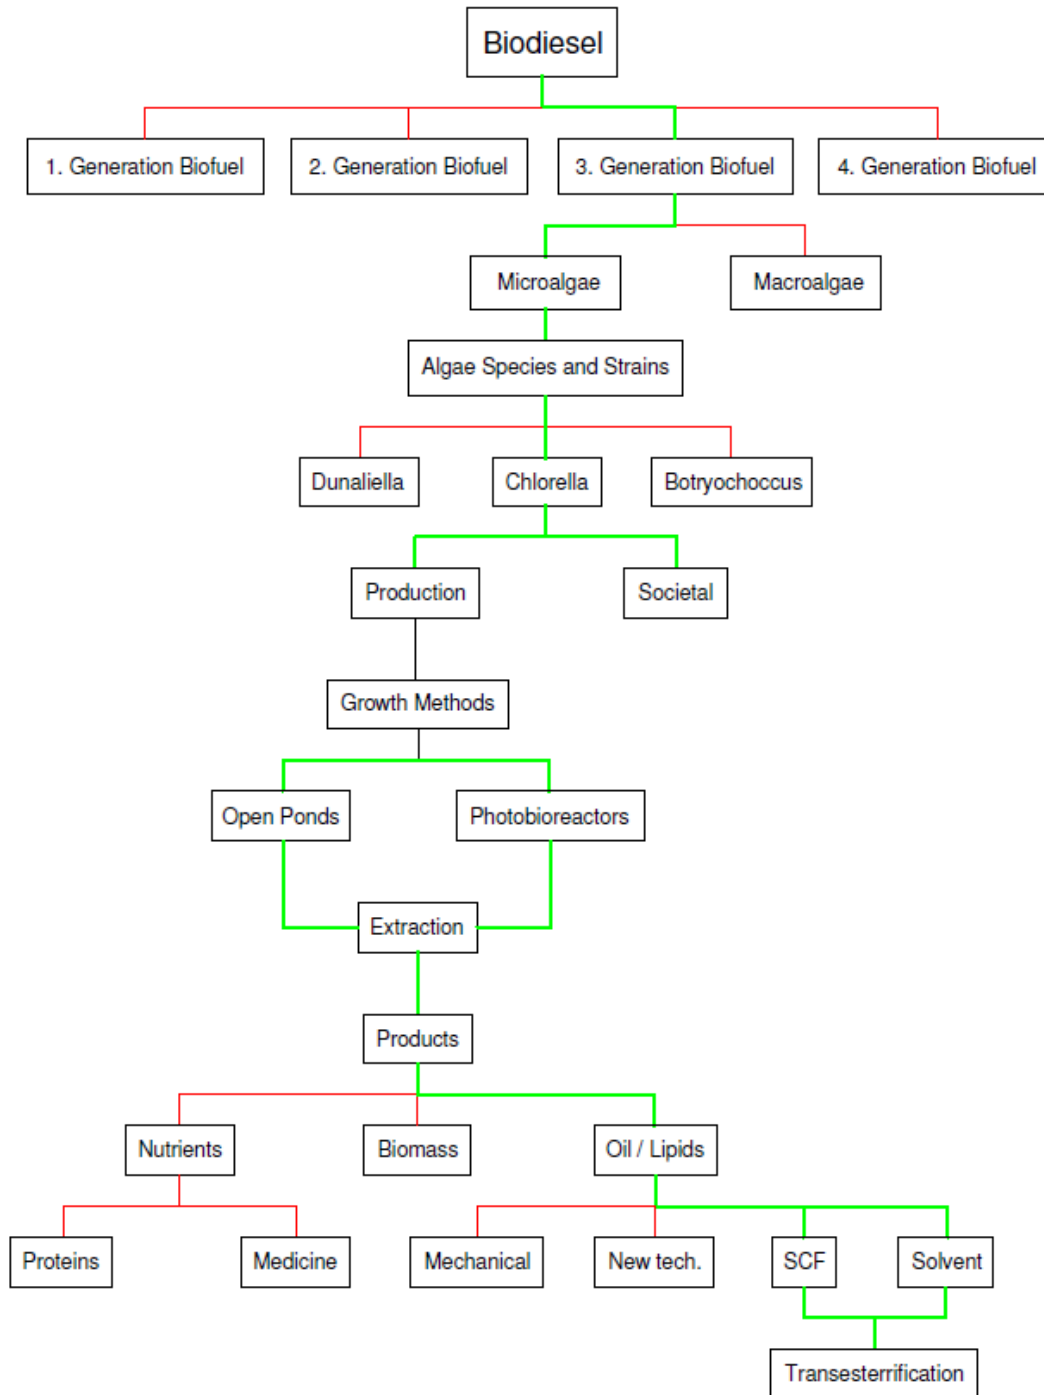 Biodiesel
1. Generation Biofuel
2. Generation Biofuel
3. Generation Biofuel
4. Generation Biofuel
Microalgae
Macroalgae
Algae Species and Strains
Dunaliella
Chlorella
Botryochoccus
Production
Societal
Growth Methods
Open Ponds
Photobioreactors
Extraction
Products
Nutrients
Biomass
Oil / Lipids
Proteins
Medicine
Mechanical
New tech.
SCF
Solvent
Transesterrification